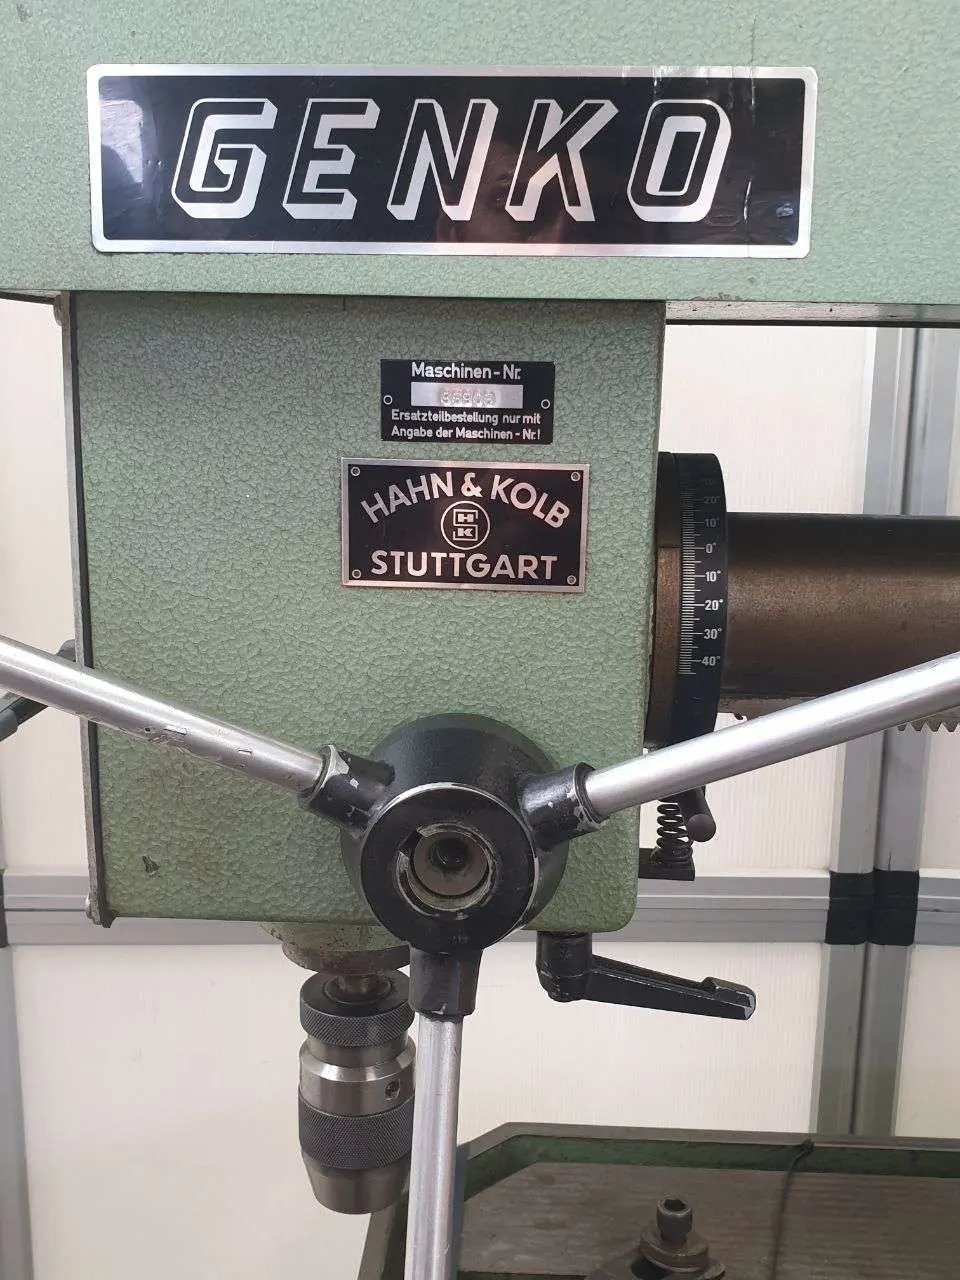 GENKO
Maschinen-Nr.
Ersatzteilbestellung nur mit
Angabe der Maschinen-Nr.!
HAHN & KOLB
HK
STUTTGART
20°
10°
0°
10°
20°
30°
40°